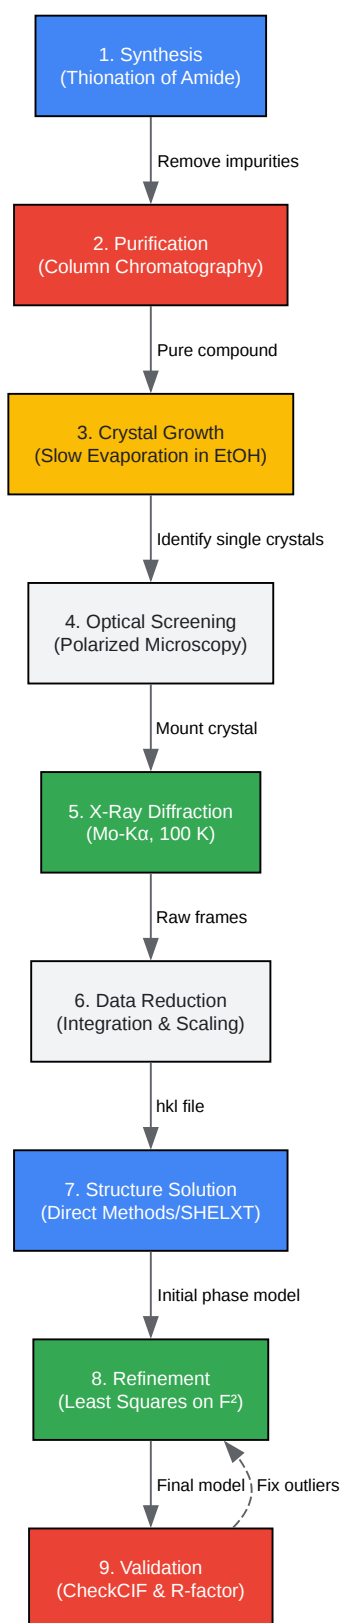 1. Synthesis
(Thionation of Amide)
Remove impurities
2. Purification
(Column Chromatography)
Pure compound
3. Crystal Growth
(Slow Evaporation in EtOH)
Identify single crystals
4. Optical Screening
(Polarized Microscopy)
Mount crystal
5. X-Ray Diffraction
(Mo-Kα, 100 K)
Raw frames
6. Data Reduction
(Integration & Scaling)
hkl file
7. Structure Solution
(Direct Methods/SHELXT)
Initial phase model
8. Refinement
(Least Squares on F²)
Final model
Fix outliers
9. Validation
(CheckCIF & R-factor)